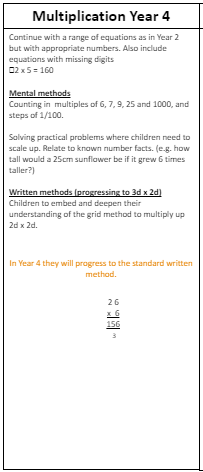 Multiplication Year 4
Continue with a range of equations as in Year 2
but with appropriate numbers. Also include
equations with missing digits
□2 x 5 = 160
Mental methods
Counting in multiples of 6, 7, 9, 25 and 1000, and
steps of 1/100.
Solving practical problems where children need to
scale up. Relate to known number facts. (e.g. how
tall would a 25cm sunflower be if it grew 6 times
taller?)
Written methods (progressing to 3d x 2d)
Children to embed and deepen their
understanding of the grid method to multiply up
2d x 2d.
In Year 4 they will progress to the standard written
method.
2 6
x 6
156
3